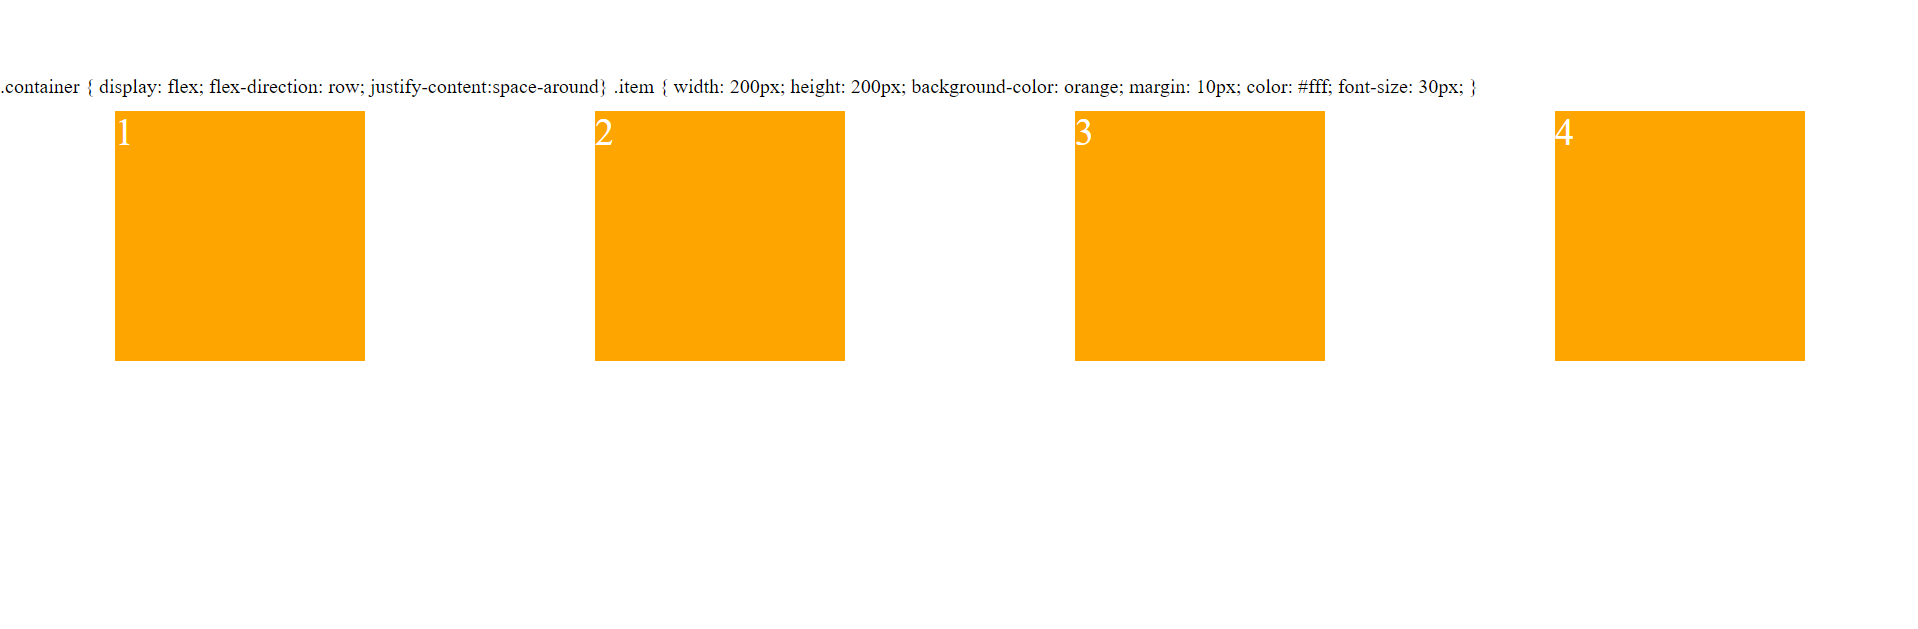 .container { display: flex; flex-direction: row; justify-content:space-around} .item { width: 200px; height: 200px; background-color: orange; margin: 10px; color: #fff; font-size: 30px; }
1 2 3 4